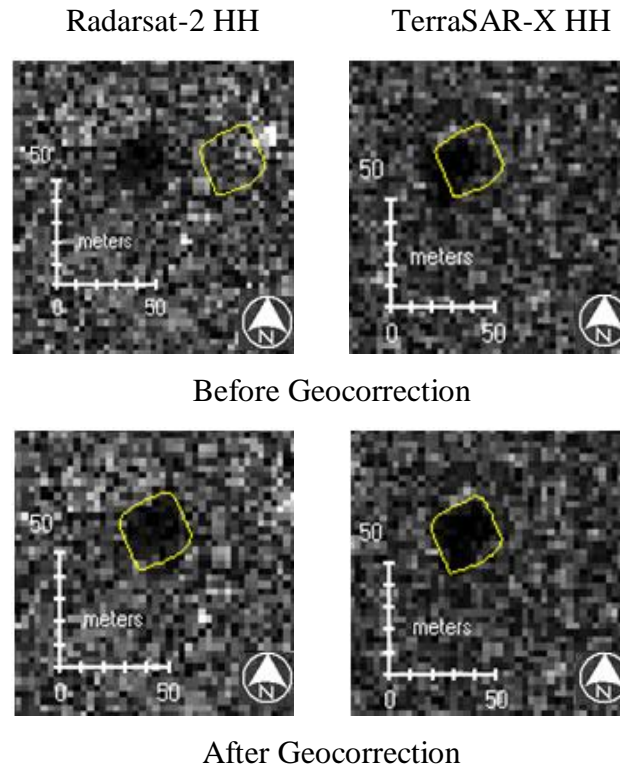 Radarsat-2 HH TerraSAR-X HH
50 50
meters meters
0 50 0 50
N N
Before Geocorrection
50 50
meters meters
0 50 0 50
N N
After Geocorrection